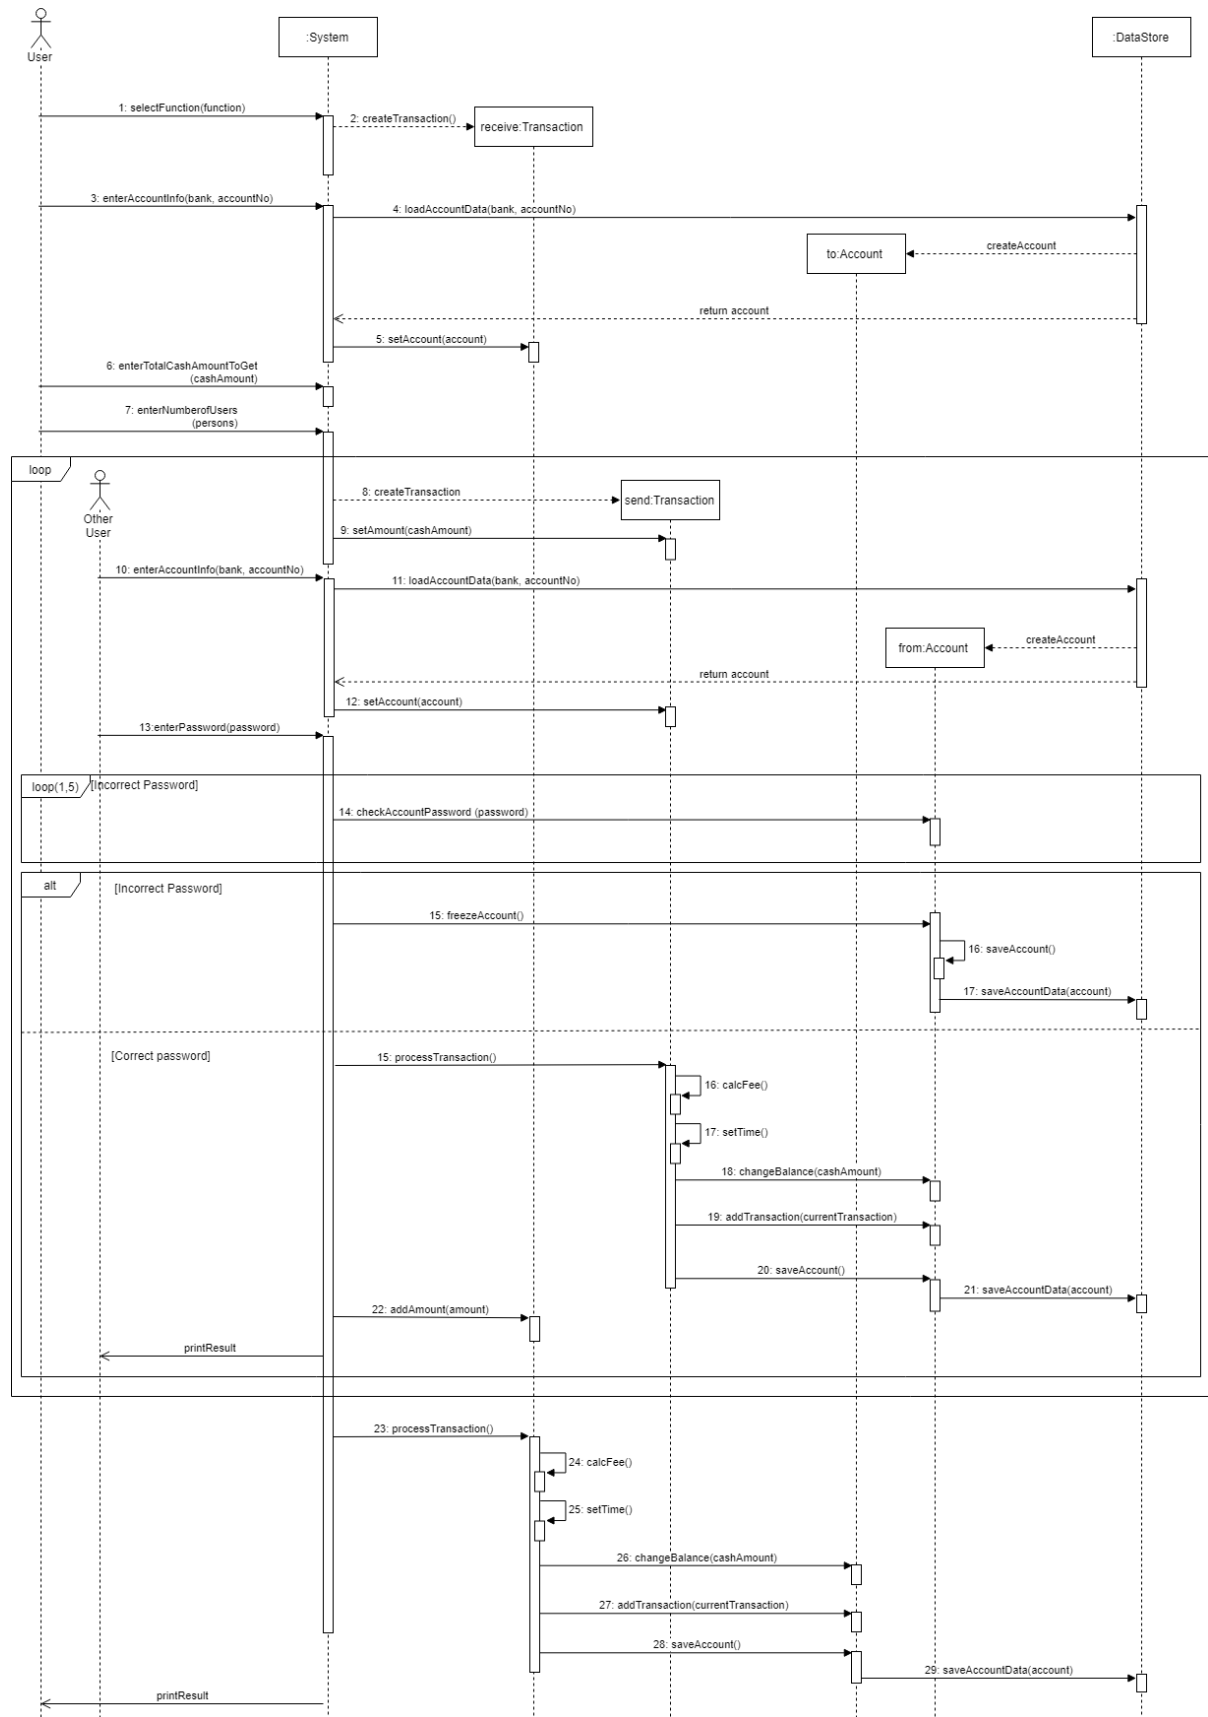 User
:System
:DataStore
1: selectFunction(function)
2: createTransaction()
receive:Transaction
3: enterAccountInfo(bank, accountNo)
4: loadAccountData(bank, accountNo)
createAccount
to:Account
return account
5: setAccount(account)
6: enterTotalCashAmountToGet
(cashAmount)
7: enterNumberofUsers
(persons)
loop
Other
User
8: createTransaction
send:Transaction
9: setAmount(cashAmount)
10: enterAccountInfo(bank, accountNo)
11: loadAccountData(bank, accountNo)
createAccount
from:Account
return account
12: setAccount(account)
13:enterPassword(password)
loop(1,5)
[Incorrect Password]
14: checkAccountPassword (password)
alt
[Incorrect Password]
15: freezeAccount()
16: saveAccount()
17: saveAccountData(account)
[Correct password]
15: processTransaction()
16: calcFee()
17: setTime()
18: changeBalance(cashAmount)
19: addTransaction(currentTransaction)
20: saveAccount()
21: saveAccountData(account)
22: addAmount(amount)
printResult
23: processTransaction()
24: calcFee()
25: setTime()
26: changeBalance(cashAmount)
27: addTransaction(currentTransaction)
28: saveAccount()
29: saveAccountData(account)
printResult